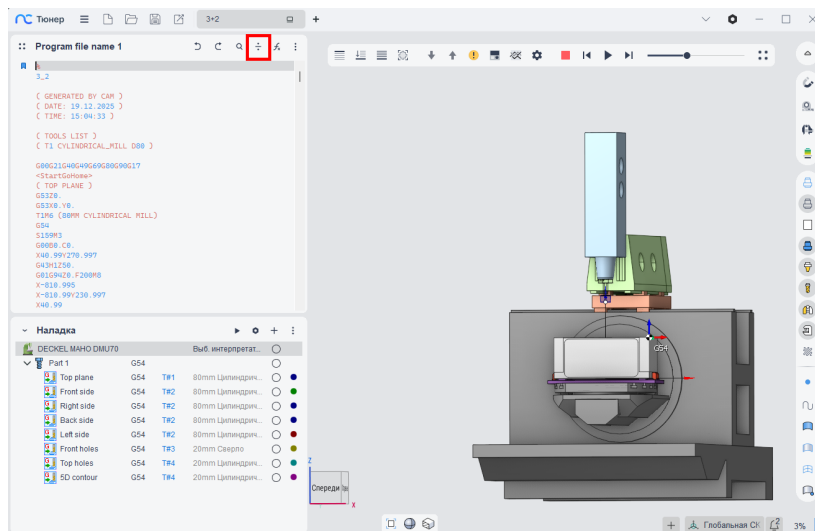 Тюнер
3+2
Program file name 1
%
3_2
( GENERATED BY CAM )
( DATE: 19.12.2025 )
( TIME: 15:04:33 )
( TOOLS LIST )
( T1 CYLINDRICAL_MILL D80 )
G00G21G40G49G69G80G90G17
<StartGoHome>
( TOP PLANE )
G53Z0.
G53X0.Y0.
T1M6 (80MM CYLINDRICAL MILL)
G54
S159M3
G00B0.C0.
X40.99Y270.997
G43H1Z50.
G01G94Z0.F200M8
X-810.995
X-810.99Y230.997
X40.99
Наладка
DECKEL MAHO DMU70 Выб. интерпретат...
Part 1 G54
Top plane G54 T#1 80mm Цилиндрич...
Front side G54 T#2 80mm Цилиндрич...
Right side G54 T#2 80mm Цилиндрич...
Back side G54 T#2 80mm Цилиндрич...
Left side G54 T#2 80mm Цилиндрич...
Front holes G54 T#3 20mm Сверло
Top holes G54 T#4 20mm Цилиндрич...
5D contour G54 T#4 20mm Цилиндрич...
G54
Z
Спереди
X
Глобальная СК
2
3%